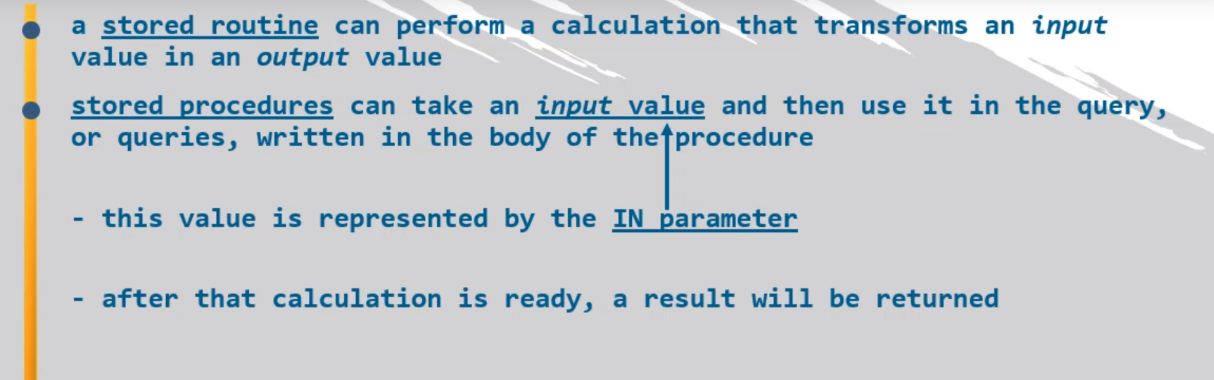 a stored routine can perform a calculation that transforms an input
value in an output value
stored procedures can take an input value and then use it in the query,
or queries, written in the body of the procedure
- this value is represented by the IN parameter
- after that calculation is ready, a result will be returned